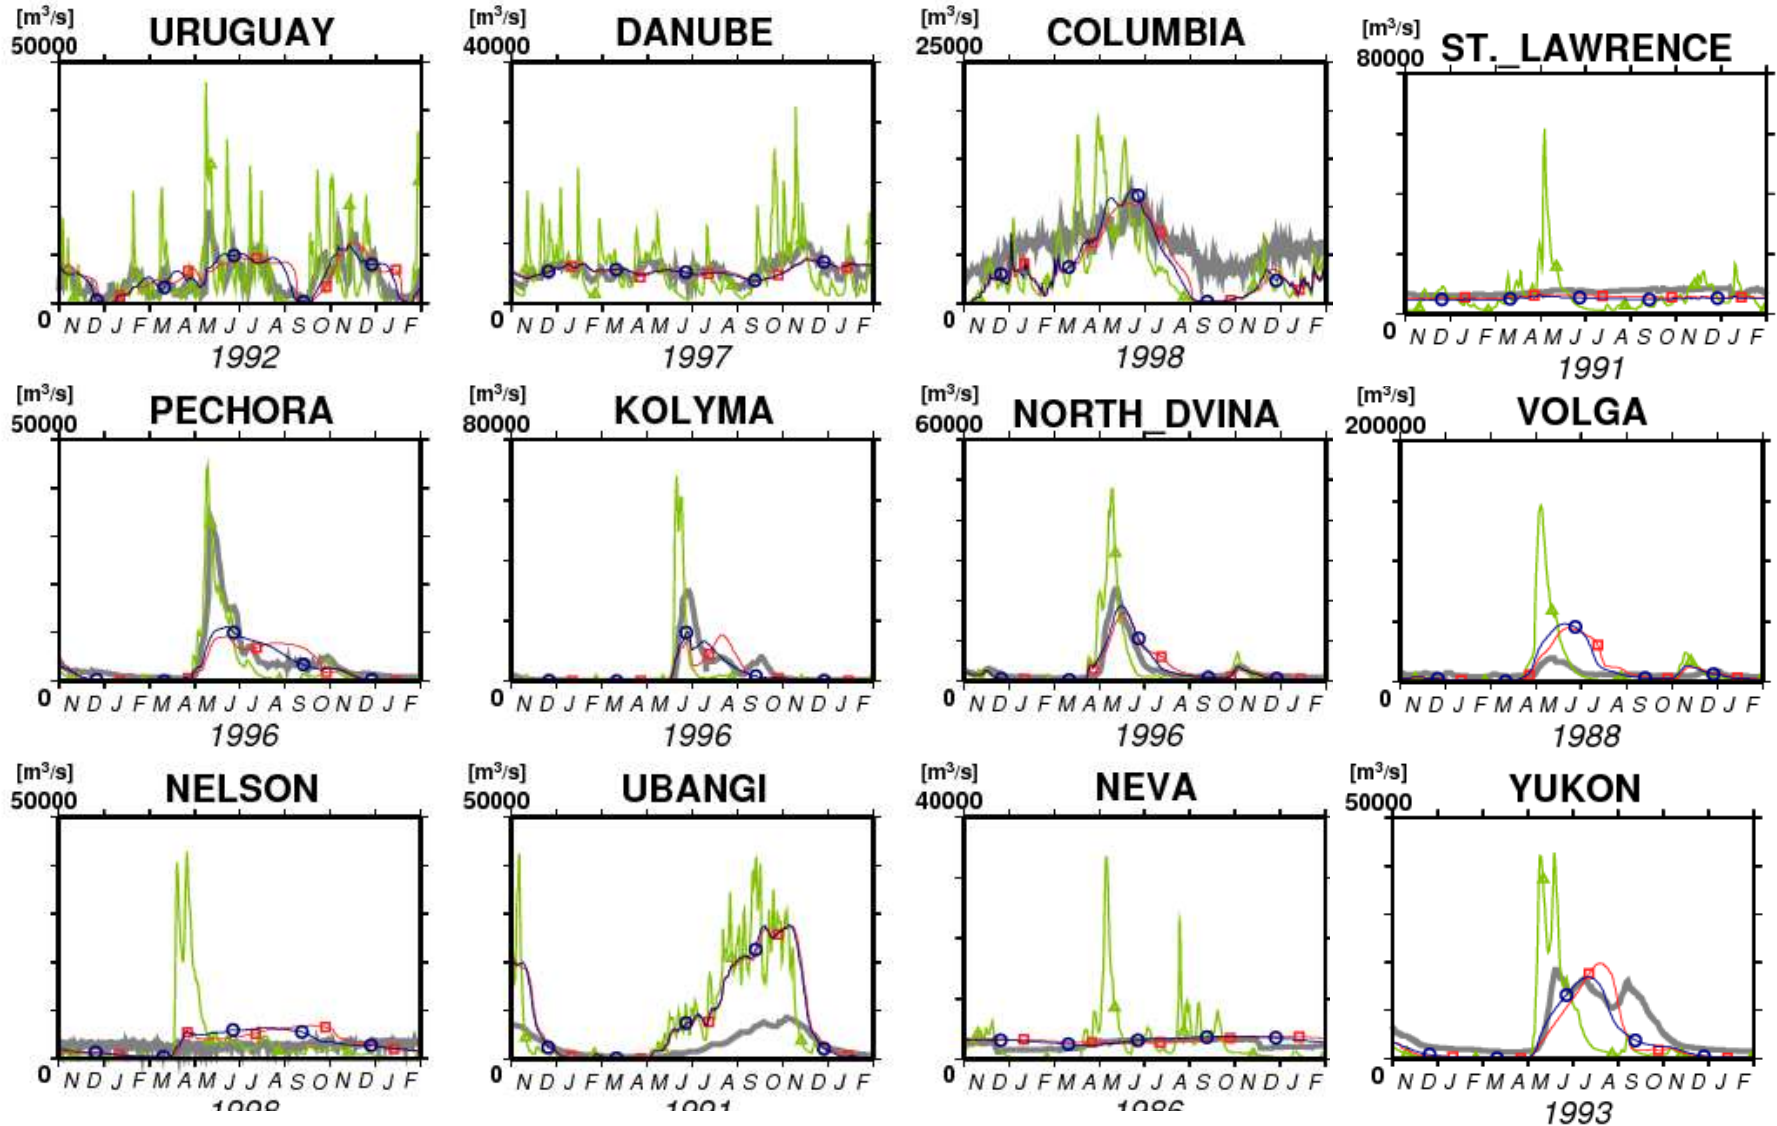 [m³/s] URUGUAY
50000
0
N D J F M A M J J A S O N D J F
1992
[m³/s] DANUBE
40000
0
N D J F M A M J J A S O N D J F
1997
[m³/s] COLUMBIA
25000
0
N D J F M A M J J A S O N D J F
1998
[m³/s] ST._LAWRENCE
80000
0
N D J F M A M J J A S O N D J F
1991
[m³/s] PECHORA
50000
0
N D J F M A M J J A S O N D J F
1996
[m³/s] KOLYMA
80000
0
N D J F M A M J J A S O N D J F
1996
[m³/s] NORTH_DVINA
60000
0
N D J F M A M J J A S O N D J F
1996
[m³/s] VOLGA
200000
0
N D J F M A M J J A S O N D J F
1988
[m³/s] NELSON
50000
0
N D J F M A M J J A S O N D J F
1998
[m³/s] UBANGI
50000
0
N D J F M A M J J A S O N D J F
1991
[m³/s] NEVA
40000
0
N D J F M A M J J A S O N D J F
1986
[m³/s] YUKON
50000
0
N D J F M A M J J A S O N D J F
1993